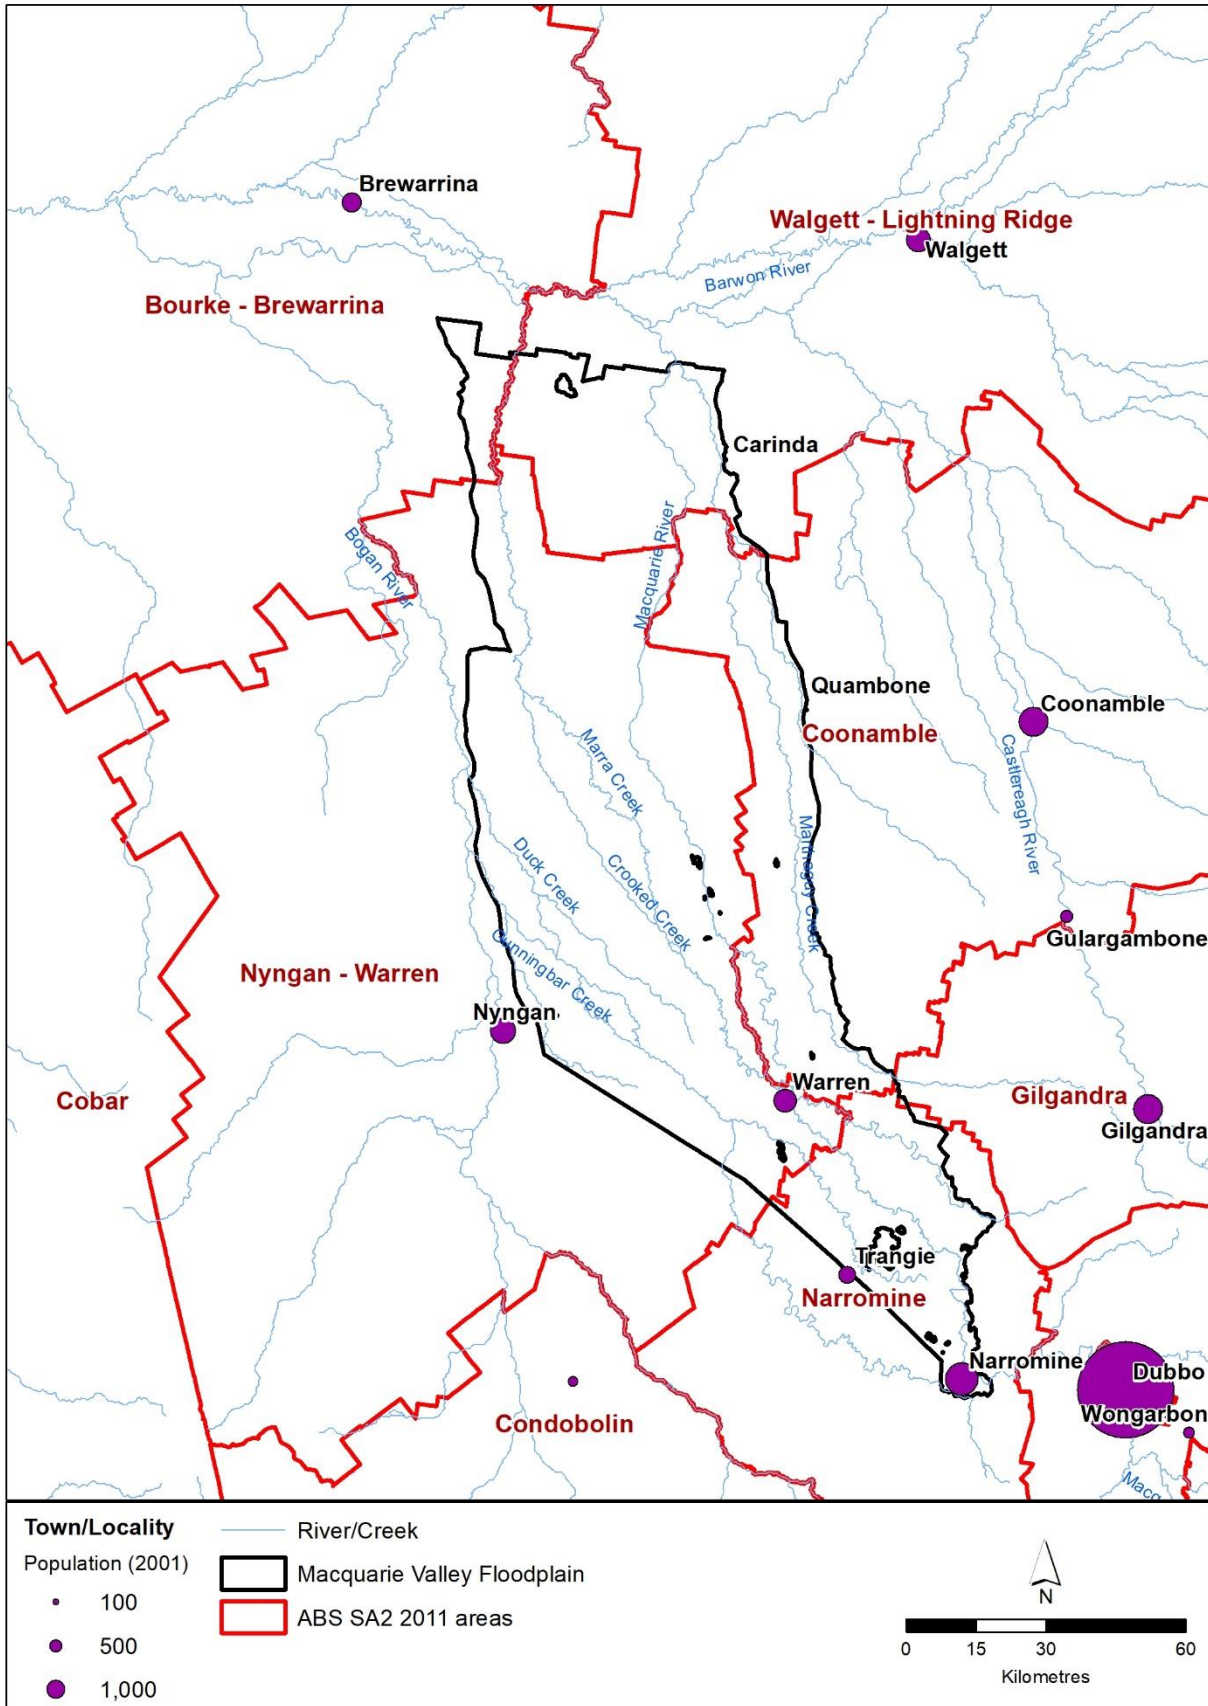 Brewarrina
Walgett - Lightning Ridge
Walgett
Barwon River
Bourke - Brewarrina
Carinda
Macquarie River
Bogan River
Quambone
Coonamble
Coonamble
Castlereagh River
Marra Creek
Marthaguy Creek
Duck Creek
Crooked Creek
Gulargambone
Gunningbar Creek
Nyngan - Warren
Nyngan
Warren
Cobar
Gilgandra
Gilgandra
Trangie
Narromine
Narromine
Dubbo
Wongarbon
Condobolin
Macq
Town/Locality
Population (2001)
100
500
1,000
River/Creek
Macquarie Valley Floodplain
ABS SA2 2011 areas
N
0 15 30 60
Kilometres